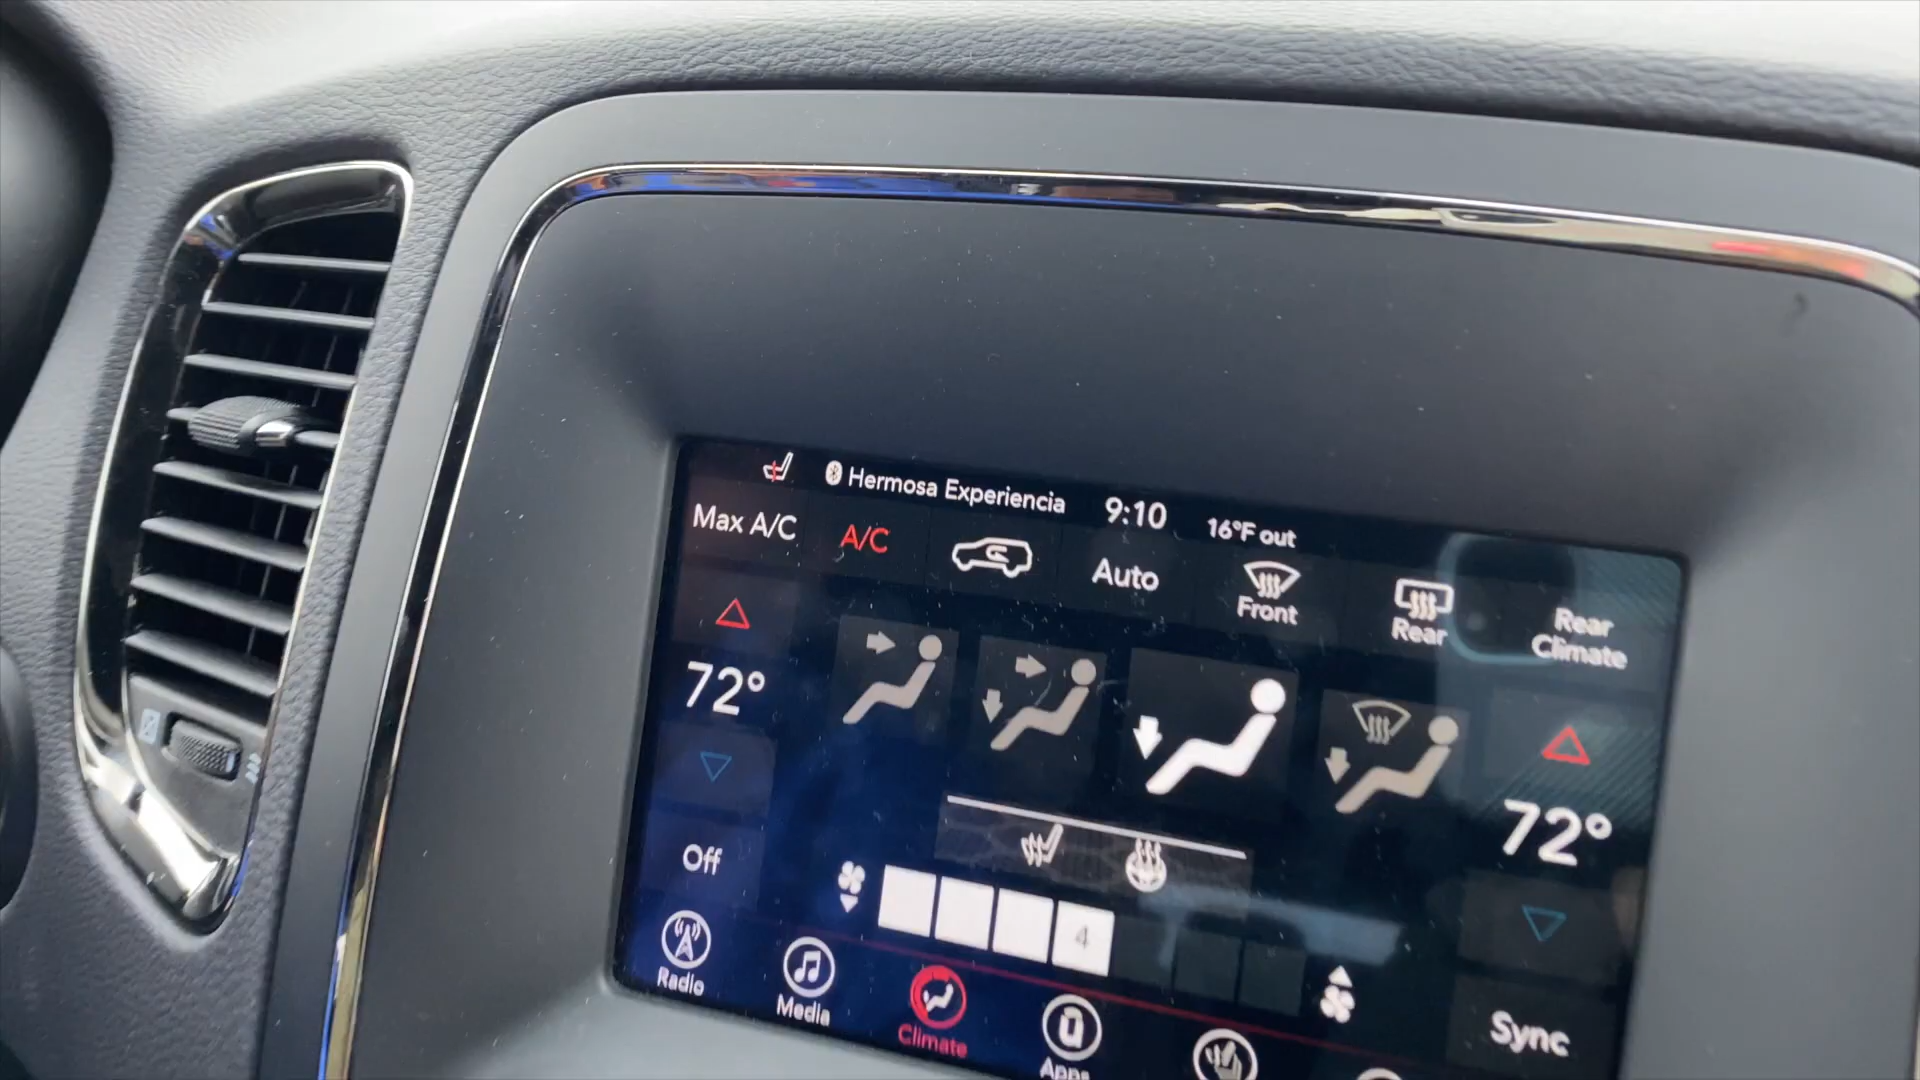 Hermosa Experiencia 9:10 16°F out
Max A/C A/C Auto Front Rear Rear Climate
72°
72°
Off
4
Sync
Radio Media Climate Apps